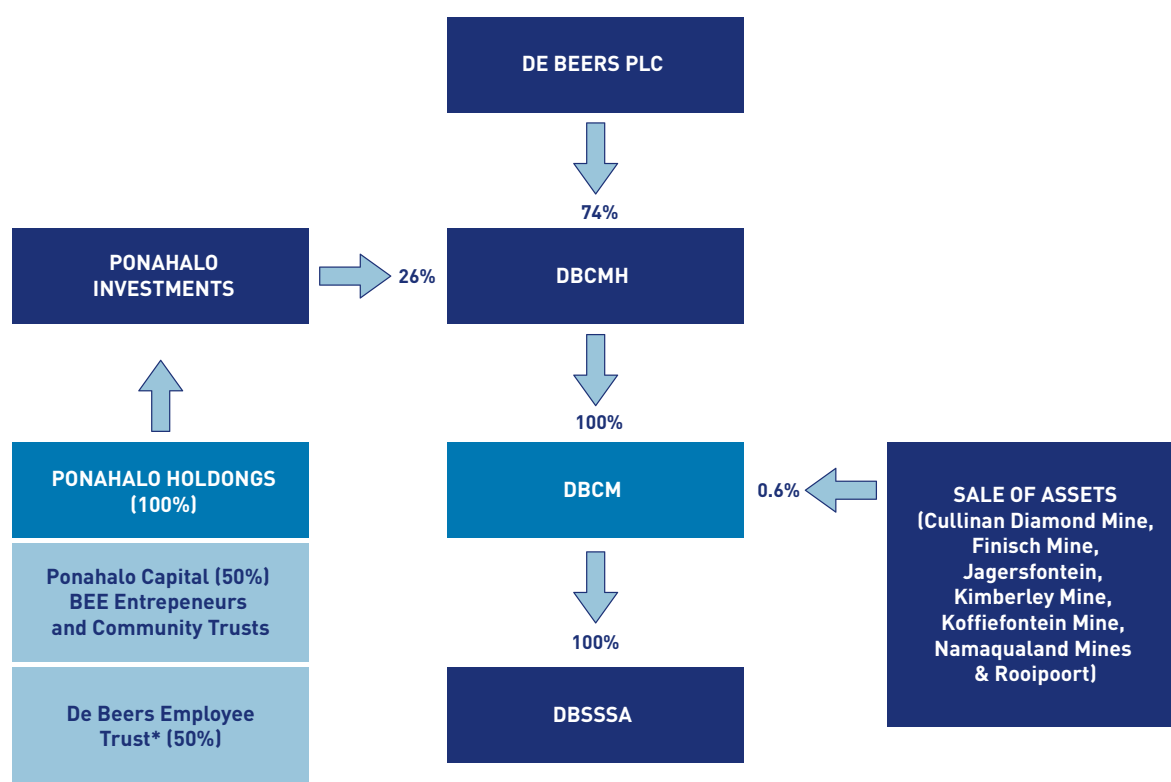 DE BEERS PLC
74%
PONAHALO
INVESTMENTS
26%
DBCMH
100%
PONAHALO HOLDONGS
(100%)
Ponahalo Capital (50%)
BEE Entrepeneurs
and Community Trusts
De Beers Employee
Trust* (50%)
DBCM
0.6%
SALE OF ASSETS
(Cullinan Diamond Mine,
Finisch Mine,
Jagersfontein,
Kimberley Mine,
Koffiefontein Mine,
Namaqualand Mines
& Rooipoort)
100%
DBSSSA